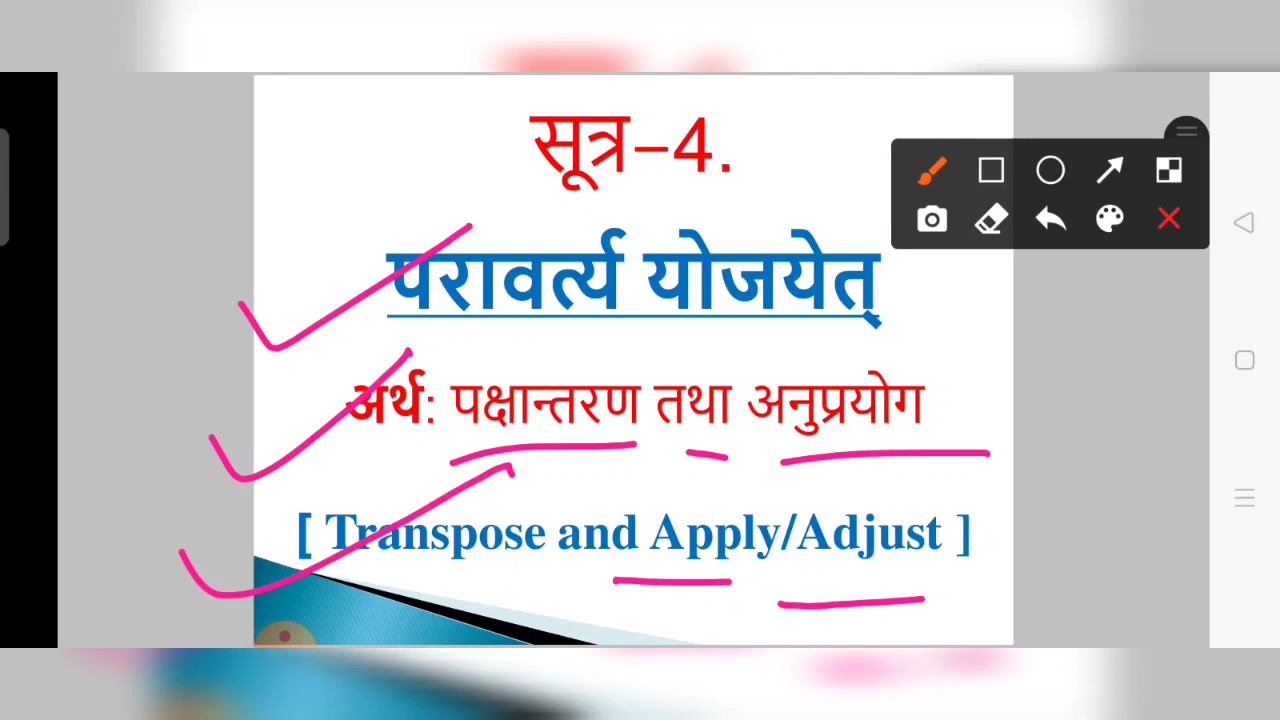 सूत्र–4.
परावर्त्य योजयेत्
अर्थ: पक्षान्तरण तथा अनुप्रयोग
[ Transpose and Apply/Adjust ]